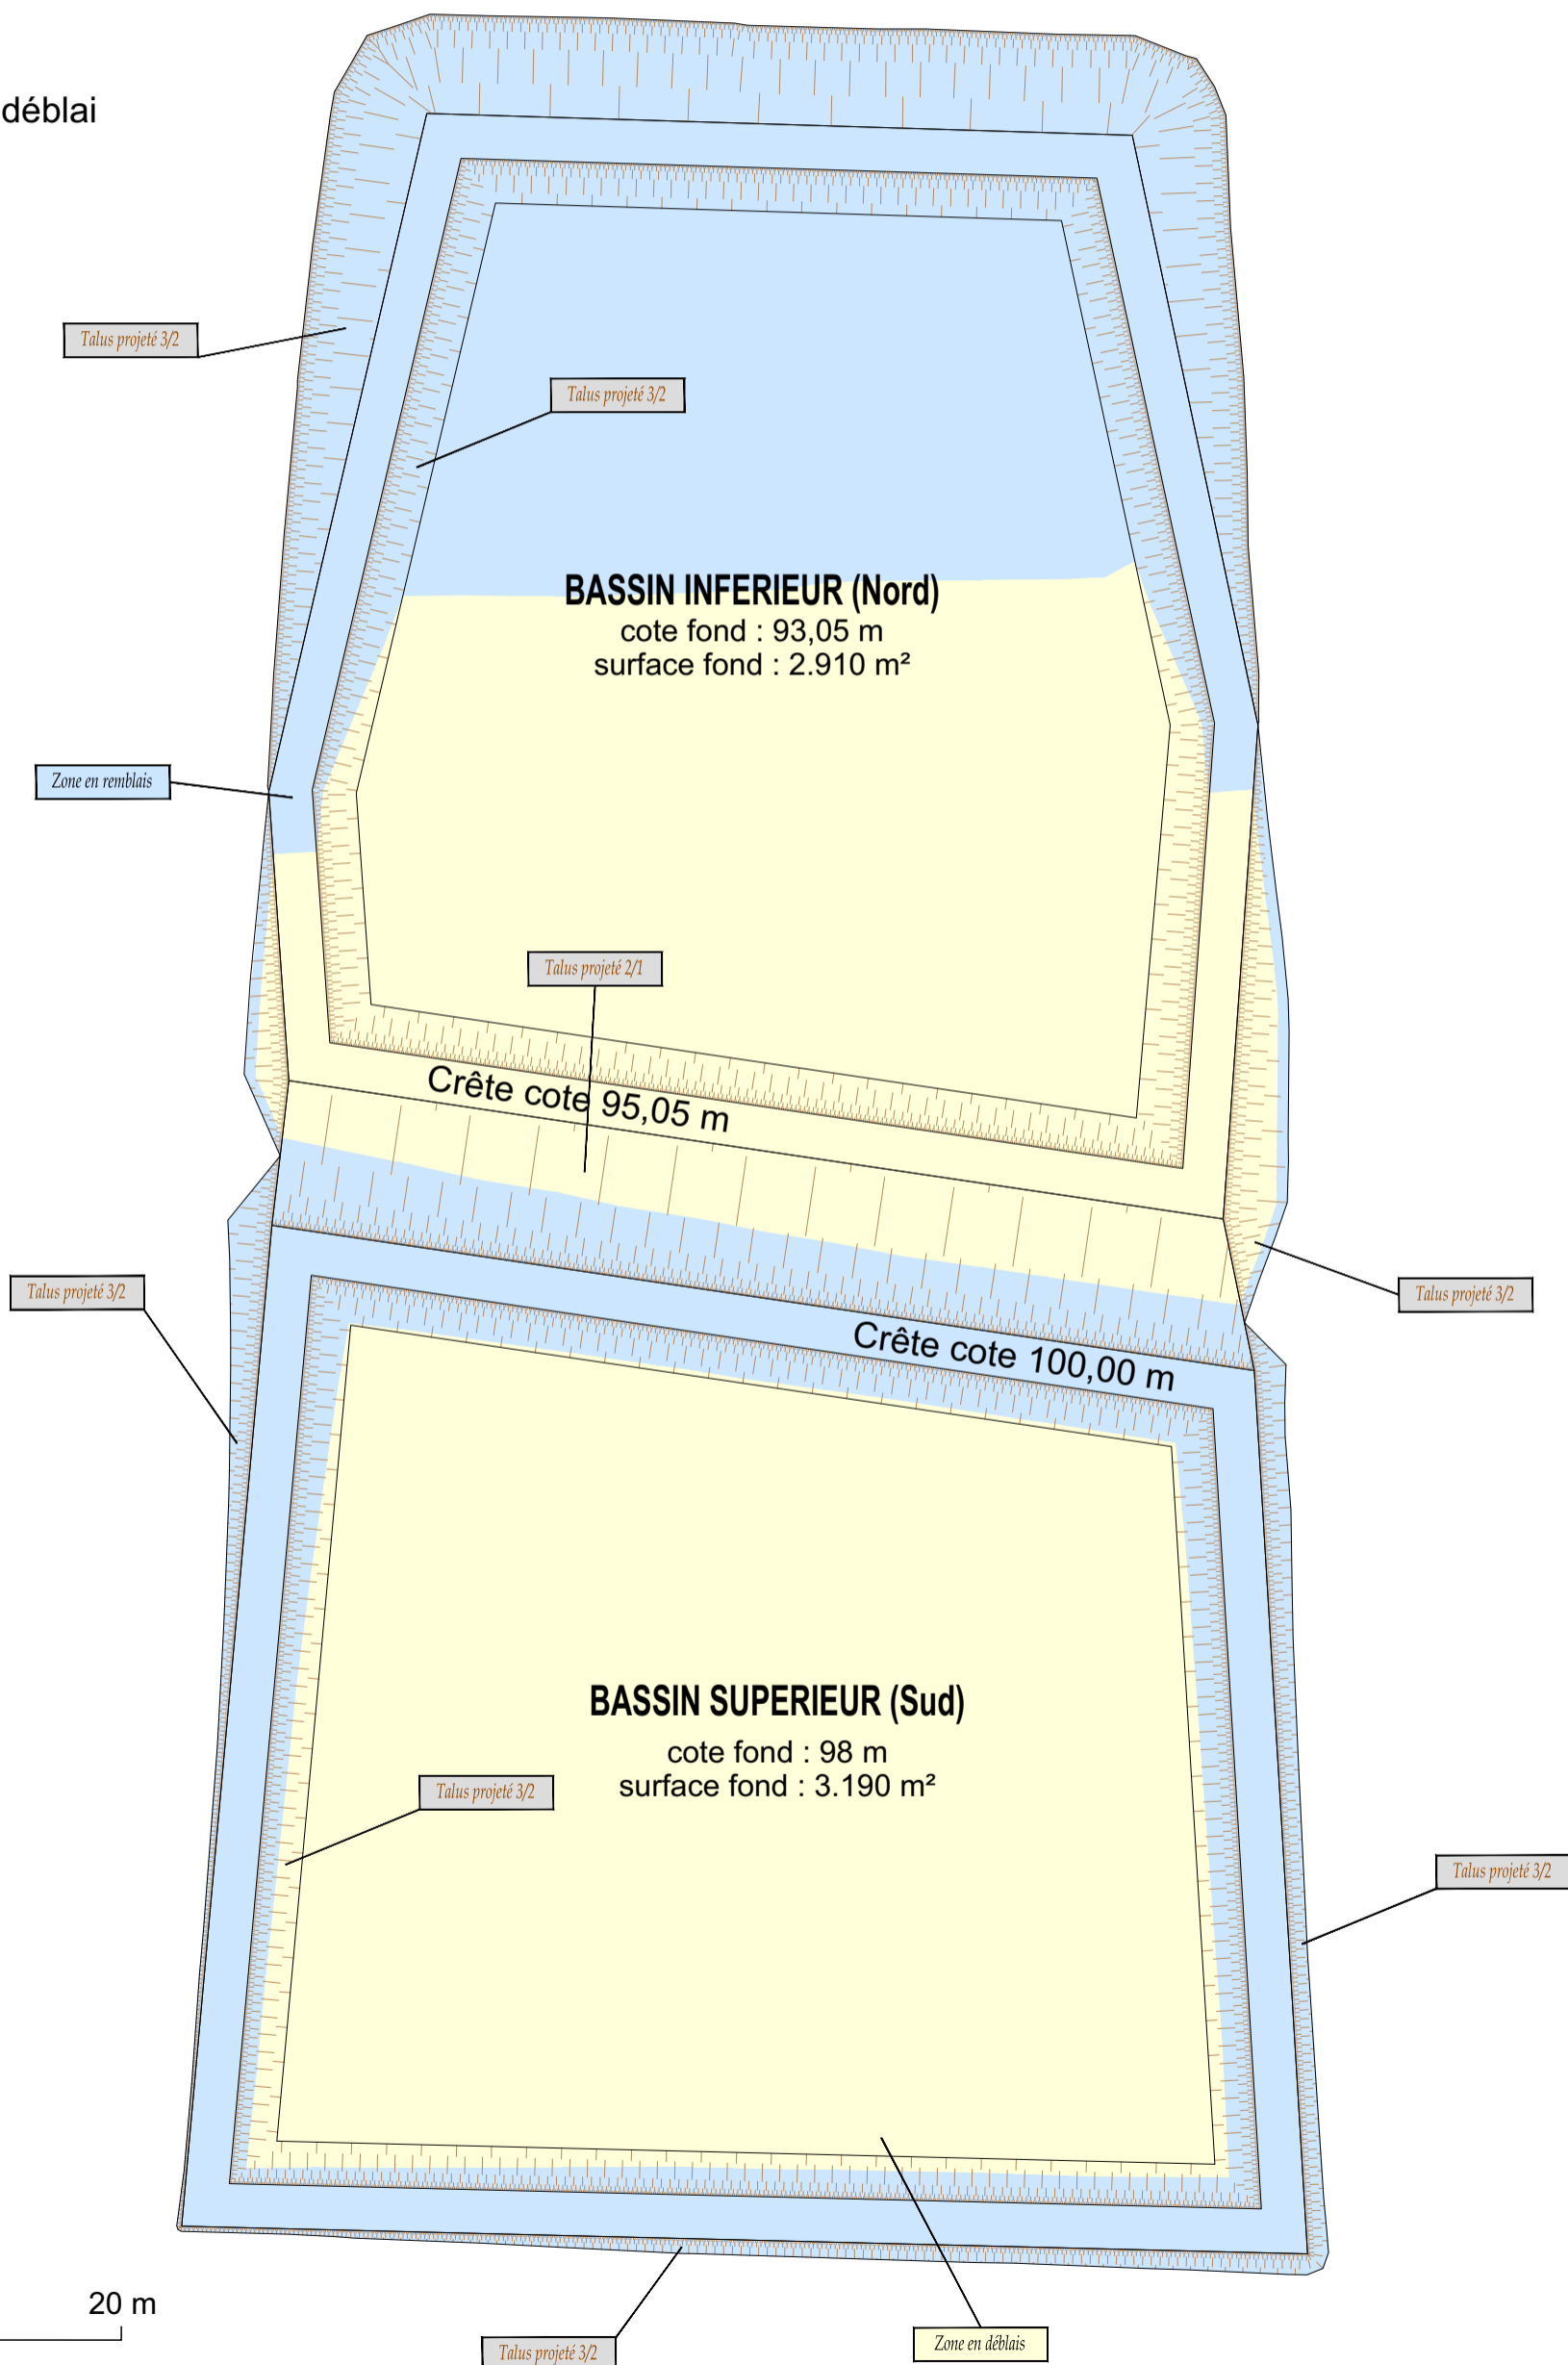 déblai
Talus projeté 3/2
Talus projeté 3/2
BASSIN INFERIEUR (Nord)
cote fond : 93,05 m
surface fond : 2.910 m²
Zone en remblais
Talus projeté 2/1
Crête cote 95,05 m
Talus projeté 3/2
Talus projeté 3/2
Crête cote 100,00 m
BASSIN SUPERIEUR (Sud)
cote fond : 98 m
surface fond : 3.190 m²
Talus projeté 3/2
Talus projeté 3/2
20 m
Talus projeté 3/2
Zone en déblais